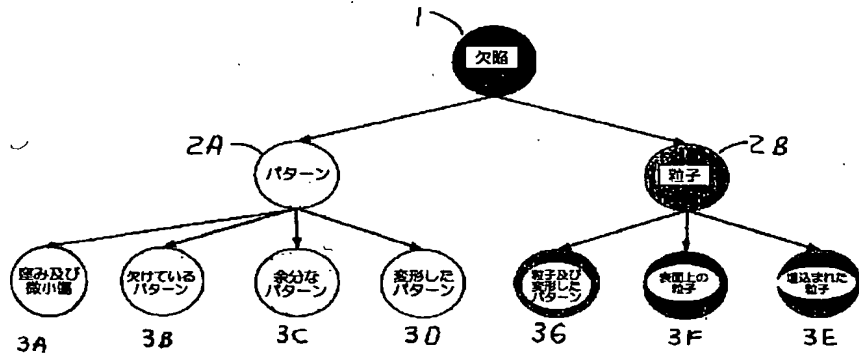 1
欠陥
2A
2B
パターン
粒子
窪み及び
微小傷
欠けている
パターン
余分な
パターン
変形した
パターン
粒子及び
変形した
パターン
表面上の
粒子
埋込まれた
粒子
3A
3B
3C
3D
3G
3F
3E